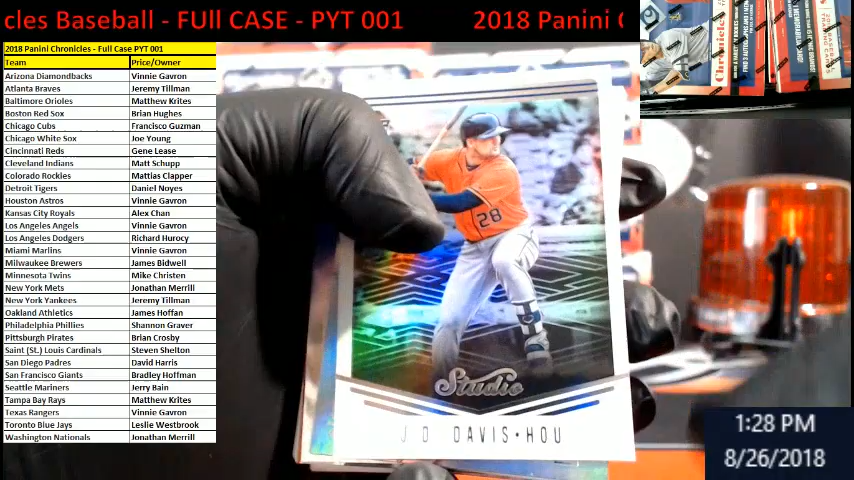 cles Baseball - FULL CASE - PYT 001 2018 Panini C
2018 Panini Chronicles - Full Case PYT 001
Team Price/Owner
Arizona Diamondbacks Vinnie Gavron
Atlanta Braves Jeremy Tillman
Baltimore Orioles Matthew Krites
Boston Red Sox Brian Hughes
Chicago Cubs Francisco Guzman
Chicago White Sox Joe Young
Cincinnati Reds Gene Lease
Cleveland Indians Matt Schupp
Colorado Rockies Mattias Clapper
Detroit Tigers Daniel Noyes
Houston Astros Vinnie Gavron
Kansas City Royals Alex Chan
Los Angeles Angels Vinnie Gavron
Los Angeles Dodgers Richard Hurocy
Miami Marlins Vinnie Gavron
Milwaukee Brewers James Bidwell
Minnesota Twins Mike Christen
New York Mets Jonathan Merrill
New York Yankees Jeremy Tillman
Oakland Athletics James Hoffan
Philadelphia Phillies Shannon Graver
Pittsburgh Pirates Brian Crosby
Saint (St.) Louis Cardinals Steven Shelton
San Diego Padres David Harris
San Francisco Giants Bradley Hoffman
Seattle Mariners Jerry Bain
Tampa Bay Rays Matthew Krites
Texas Rangers Vinnie Gavron
Toronto Blue Jays Leslie Westbrook
Washington Nationals Jonathan Merrill
28
Studio
J D DAVIS•HOU
Chronicles
1:28 PM
8/26/2018